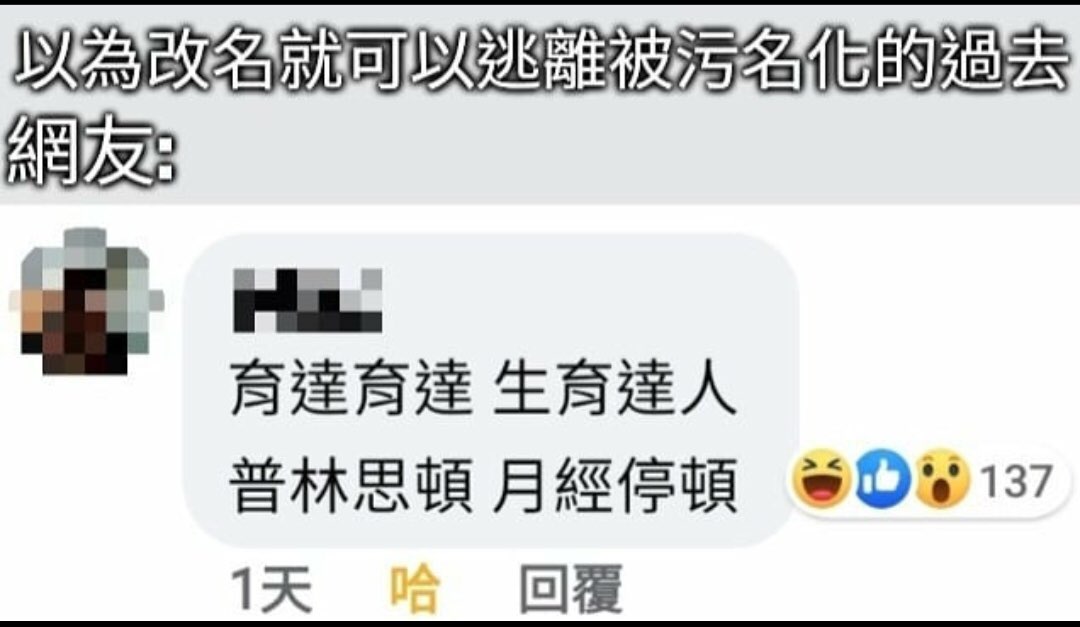 以為改名就可以逃離被污名化的過去
網友:
育達育達 生育達人
普林思頓 月經停頓
137
1天 哈 回覆